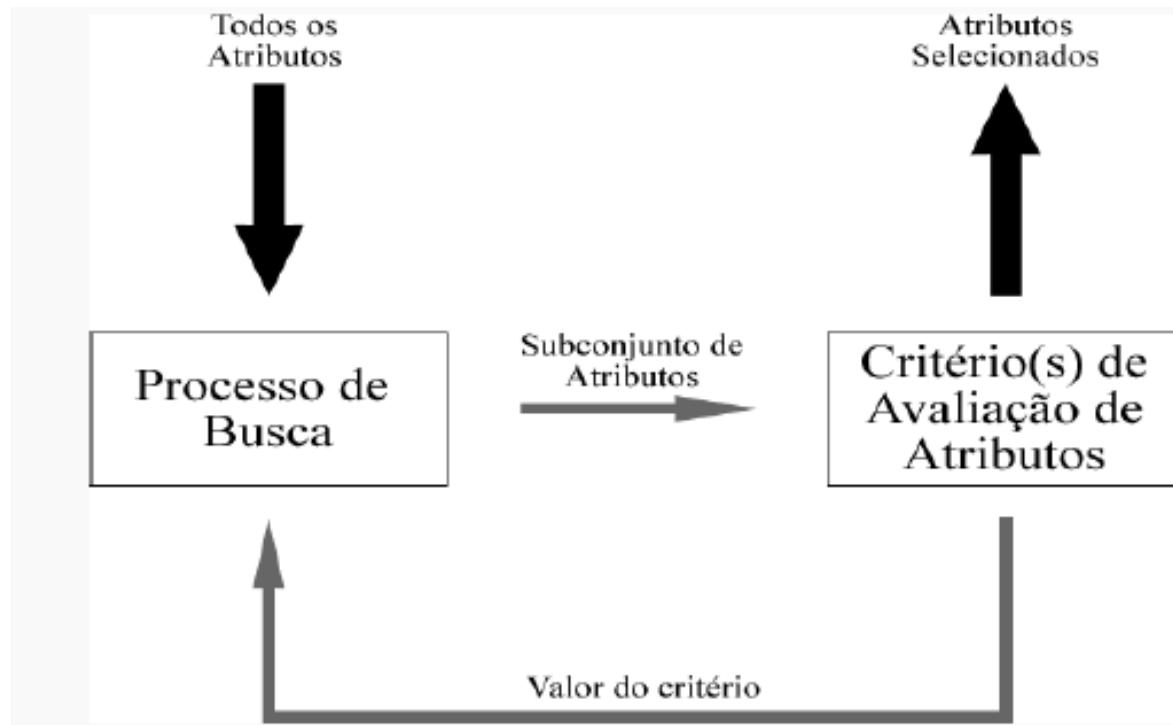 Todos os
Atributos
Atributos
Selecionados
Processo de
Busca
Subconjunto de
Atributos
Critério(s) de
Avaliação de
Atributos
Valor do critério